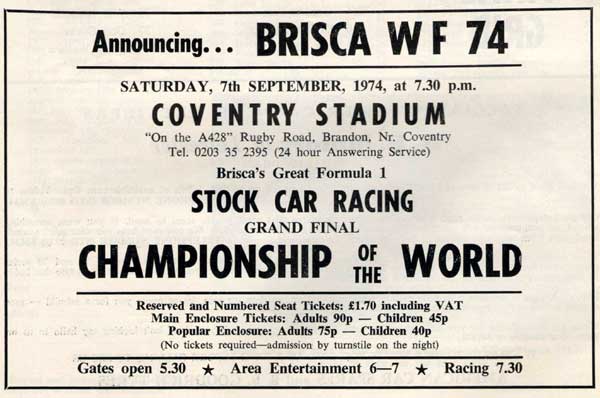 Announcing... BRISCA WF 74
SATURDAY, 7th SEPTEMBER, 1974, at 7.30 p.m.
COVENTRY STADIUM
"On the A428" Rugby Road, Brandon, Nr. Coventry
Tel. 0203 35 2395 (24 hour Answering Service)
Brisca's Great Formula 1
STOCK CAR RACING
GRAND FINAL
CHAMPIONSHIP OF THE WORLD
Reserved and Numbered Seat Tickets: £1.70 including VAT
Main Enclosure Tickets: Adults 90p — Children 45p
Popular Enclosure: Adults 75p — Children 40p
(No tickets required—admission by turnstile on the night)
Gates open 5.30 ★ Area Entertainment 6—7 ★ Racing 7.30